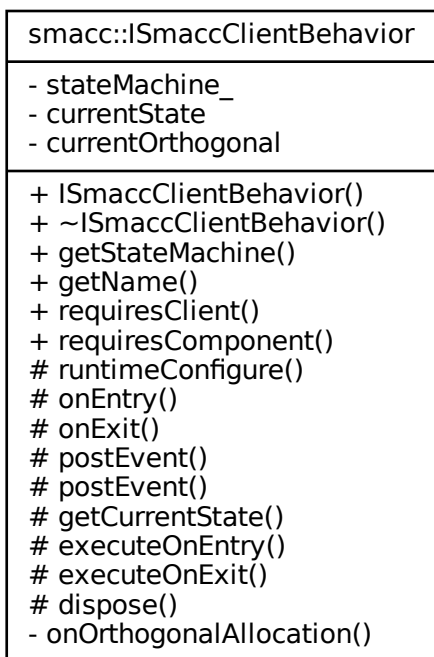 smacc::ISmaccClientBehavior
- stateMachine_
- currentState
- currentOrthogonal
+ ISmaccClientBehavior()
+ ~ISmaccClientBehavior()
+ getStateMachine()
+ getName()
+ requiresClient()
+ requiresComponent()
# runtimeConfigure()
# onEntry()
# onExit()
# postEvent()
# postEvent()
# getCurrentState()
# executeOnEntry()
# executeOnExit()
# dispose()
- onOrthogonalAllocation()